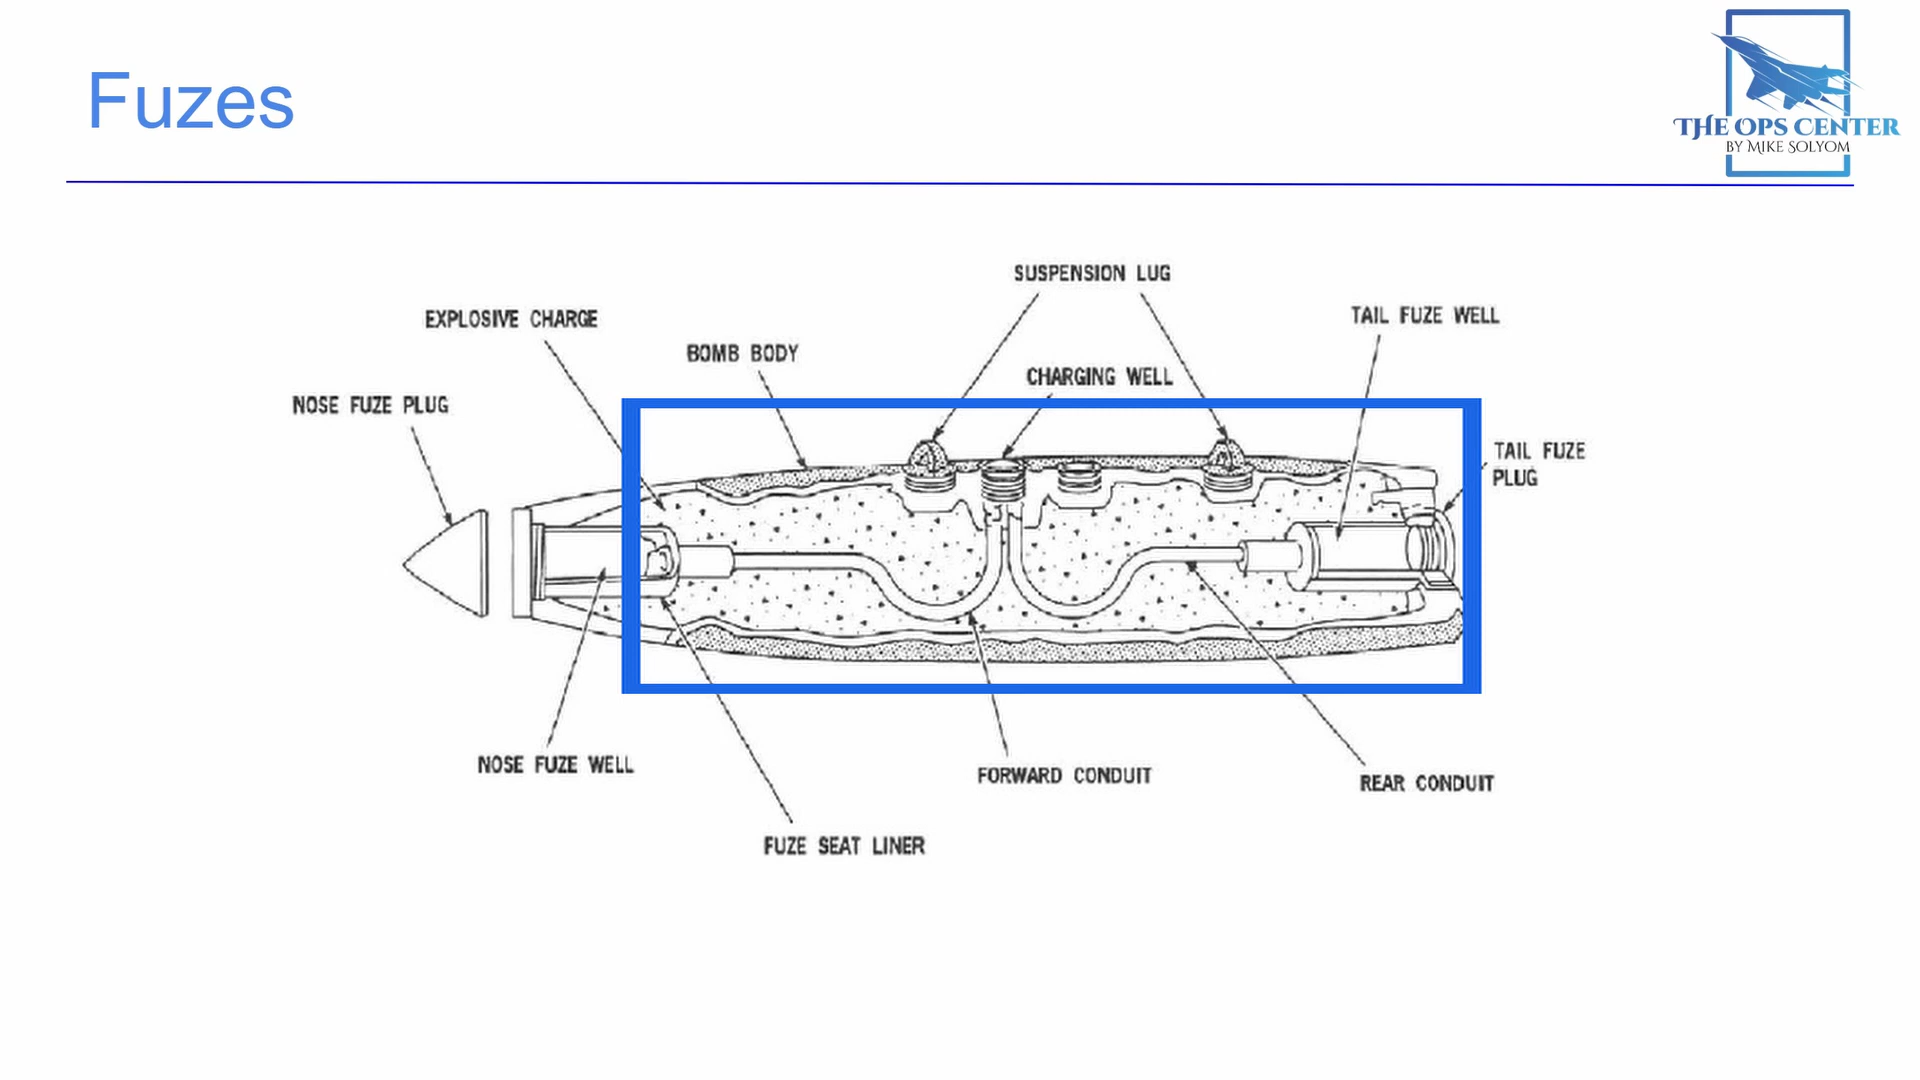 Fuzes
THE OPS CENTER
BY MIKE SOLYOM
SUSPENSION LUG
EXPLOSIVE CHARGE
TAIL FUZE WELL
BOMB BODY
CHARGING WELL
NOSE FUZE PLUG
TAIL FUZE
PLUG
NOSE FUZE WELL
FORWARD CONDUIT
REAR CONDUIT
FUZE SEAT LINER